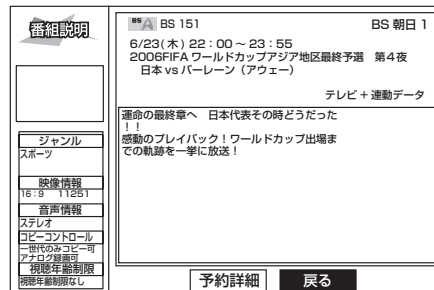 番組説明
BSA BS 151
BS 朝日 1
6/23(木) 22：00～23：55
2006FIFA ワールドカップアジア地区最終予選　第4夜
日本 vs バーレーン（アウェー）
テレビ＋連動データ
運命の最終章へ　日本代表その時どうだった
！！
感動のプレイバック！ワールドカップ出場ま
での軌跡を一挙に放送！
ジャンル
スポーツ
映像情報
16:9　1125i
音声情報
ステレオ
コピーコントロール
一世代のみコピー可
アナログ録画可
視聴年齢制限
視聴年齢制限なし
予約詳細
戻る